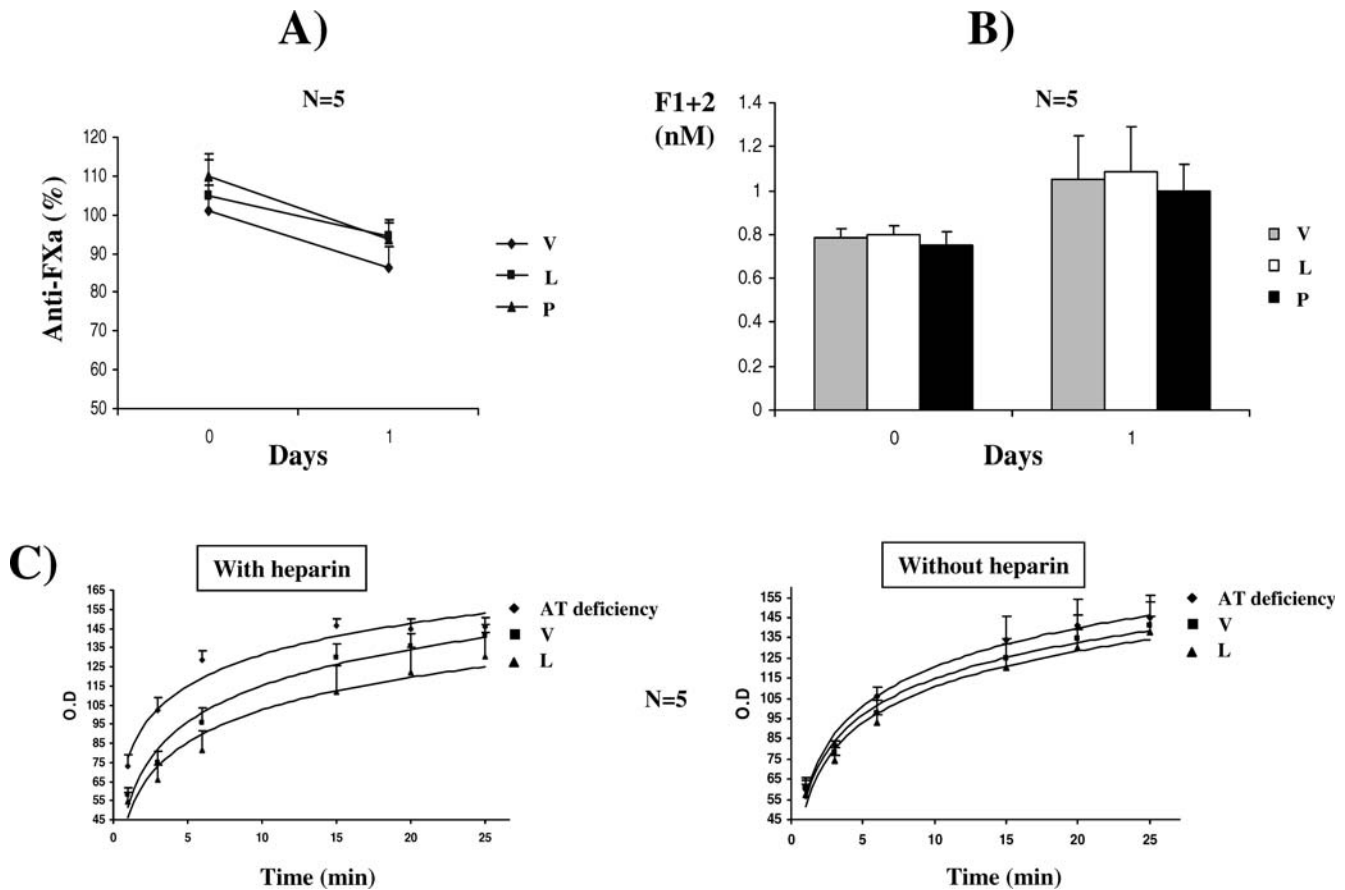 A)
N=5
Anti-FXa (%)
120
110
100
90
80
70
60
50
0
1
Days
V
L
P
B)
F1+2
(nM)
N=5
1.4
1.2
1
0.8
0.6
0.4
0.2
0
0
1
Days
V
L
P
C)
With heparin
O.D
165
155
145
135
125
115
105
95
85
75
65
55
45
0
5
10
15
20
25
Time (min)
AT deficiency
V
L
N=5
Without heparin
O.D
155
145
135
125
115
105
95
85
75
65
55
45
0
5
10
15
20
25
Time (min)
AT deficiency
V
L